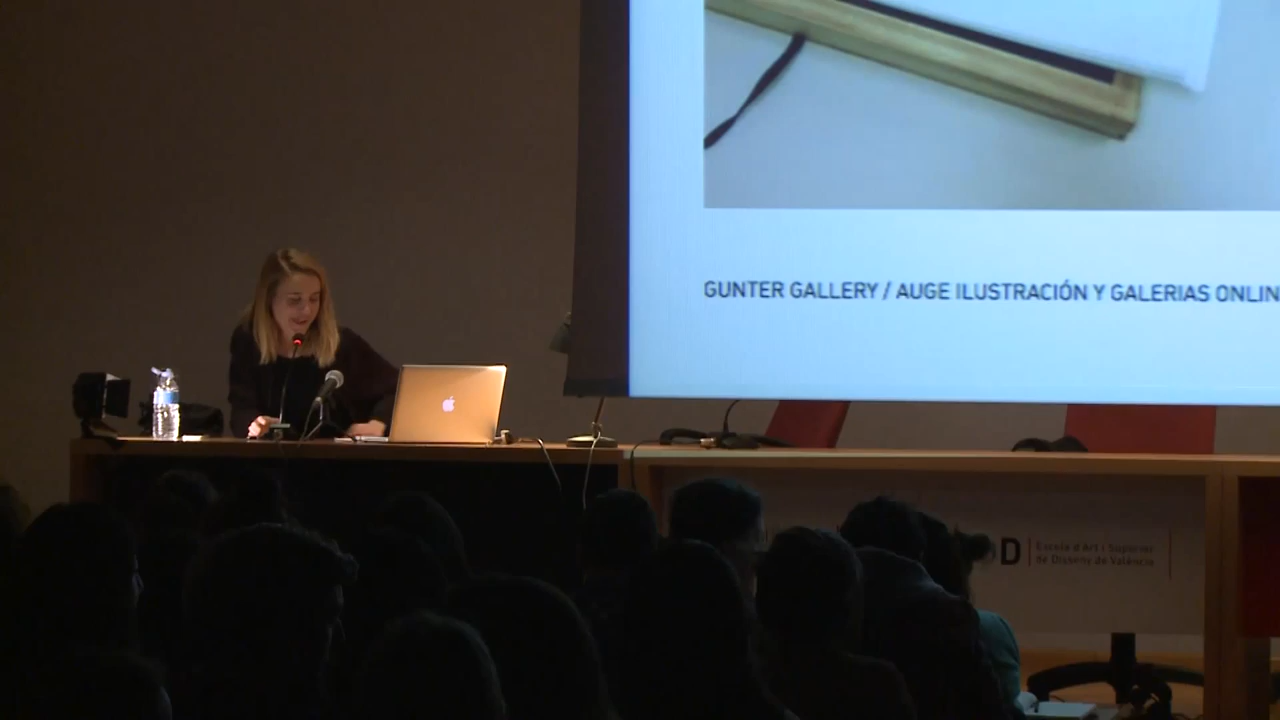 GUNTER GALLERY / AUGE ILUSTRACIÓN Y GALERIAS ONLIN
D
Escola d'Art i Superior
de Disseny de València